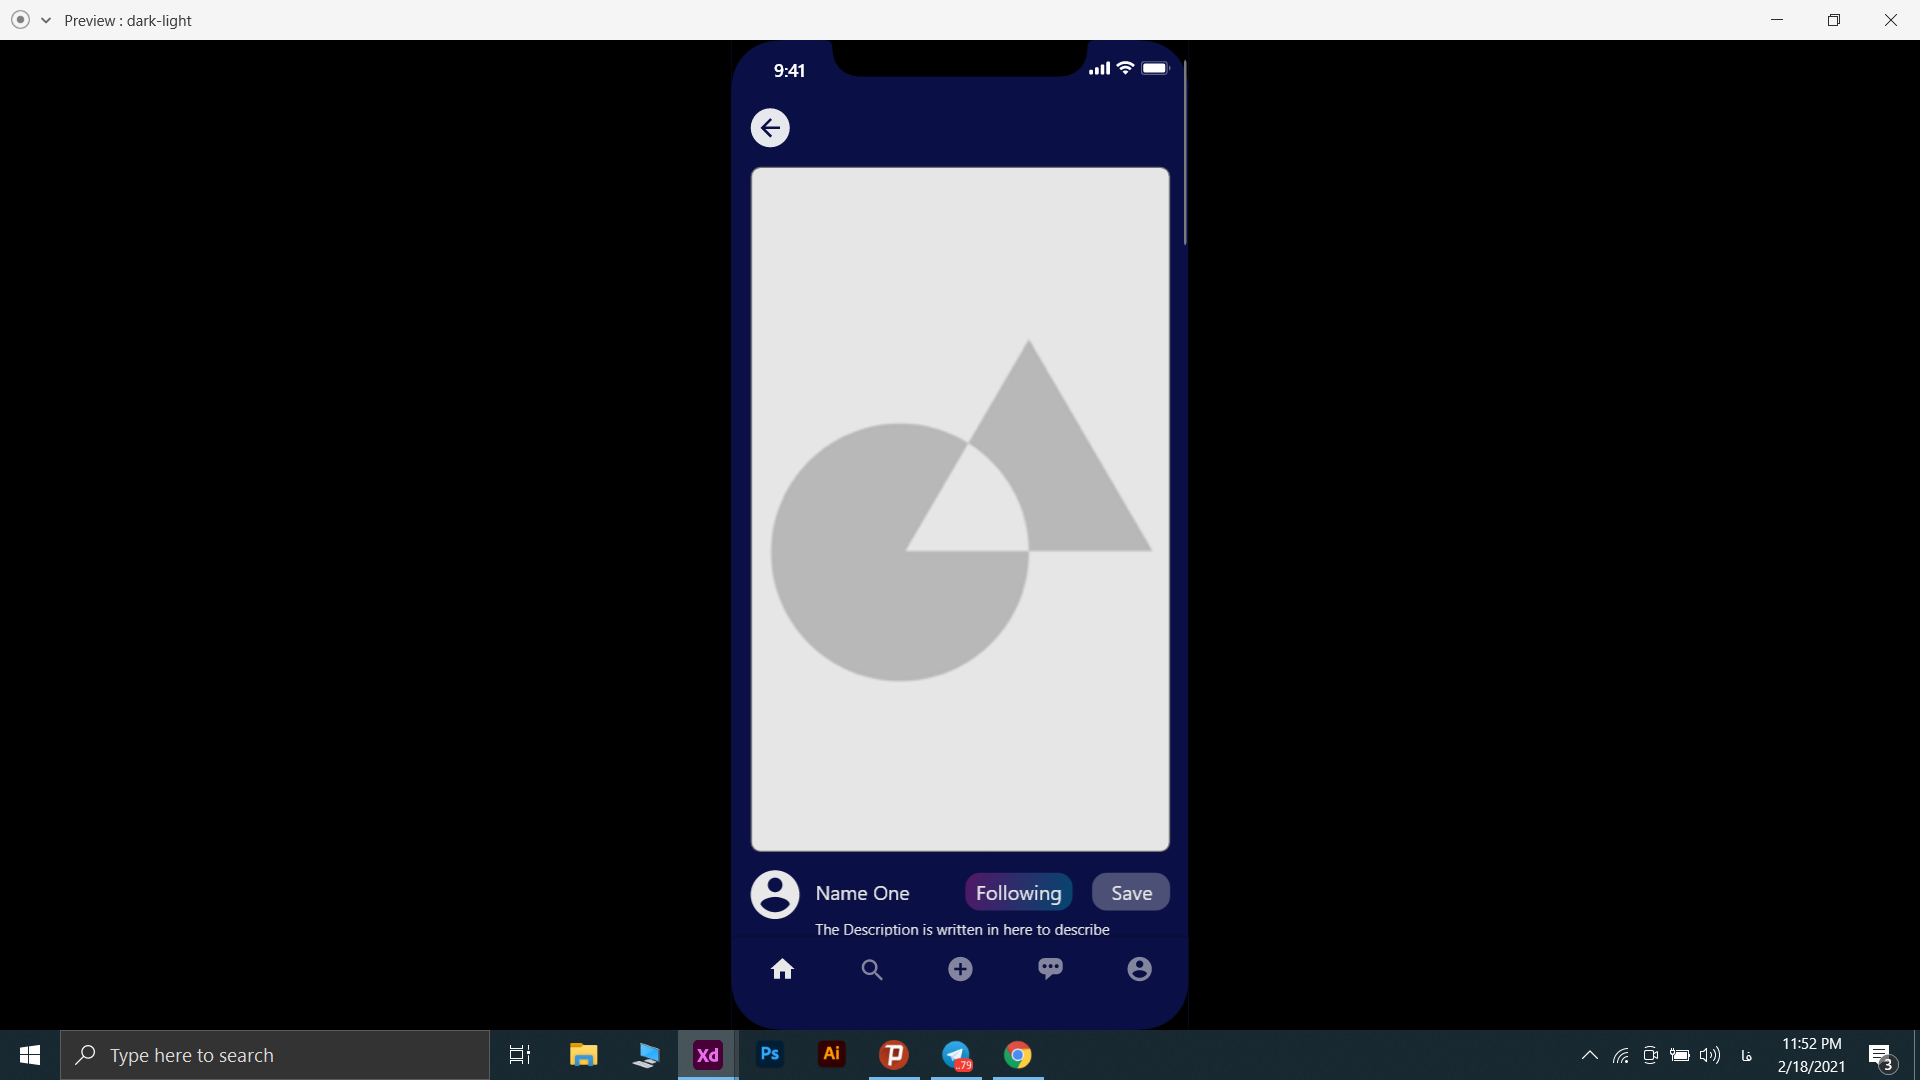 Preview : dark-light
9:41
Name One
Following
Save
The Description is written in here to describe
Type here to search
Xd
Ps
Ai
..79
فا
11:52 PM
2/18/2021
3